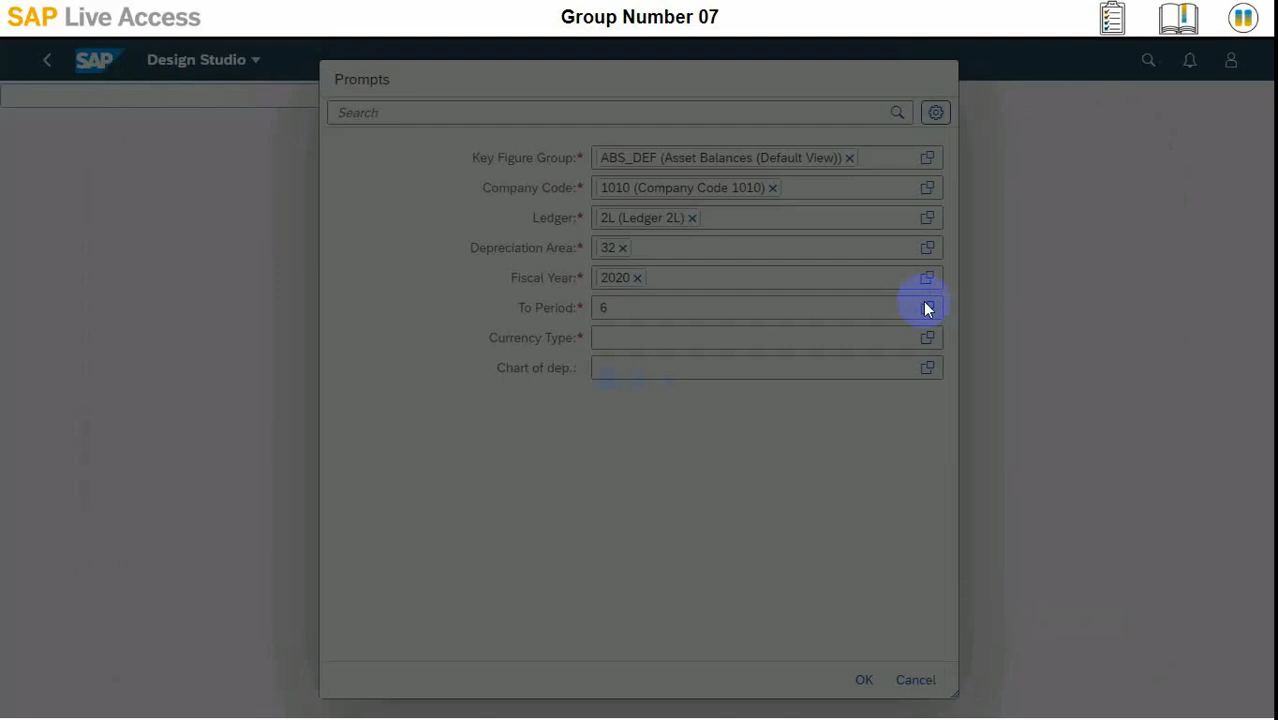 SAP Live Access
Group Number 07
SAP
Design Studio
Prompts
Search
Key Figure Group:* ABS_DEF (Asset Balances (Default View))
Company Code:* 1010 (Company Code 1010)
Ledger:* 2L (Ledger 2L)
Depreciation Area:* 32
Fiscal Year:* 2020
To Period:* 6
Currency Type:*
Chart of dep.:
OK Cancel